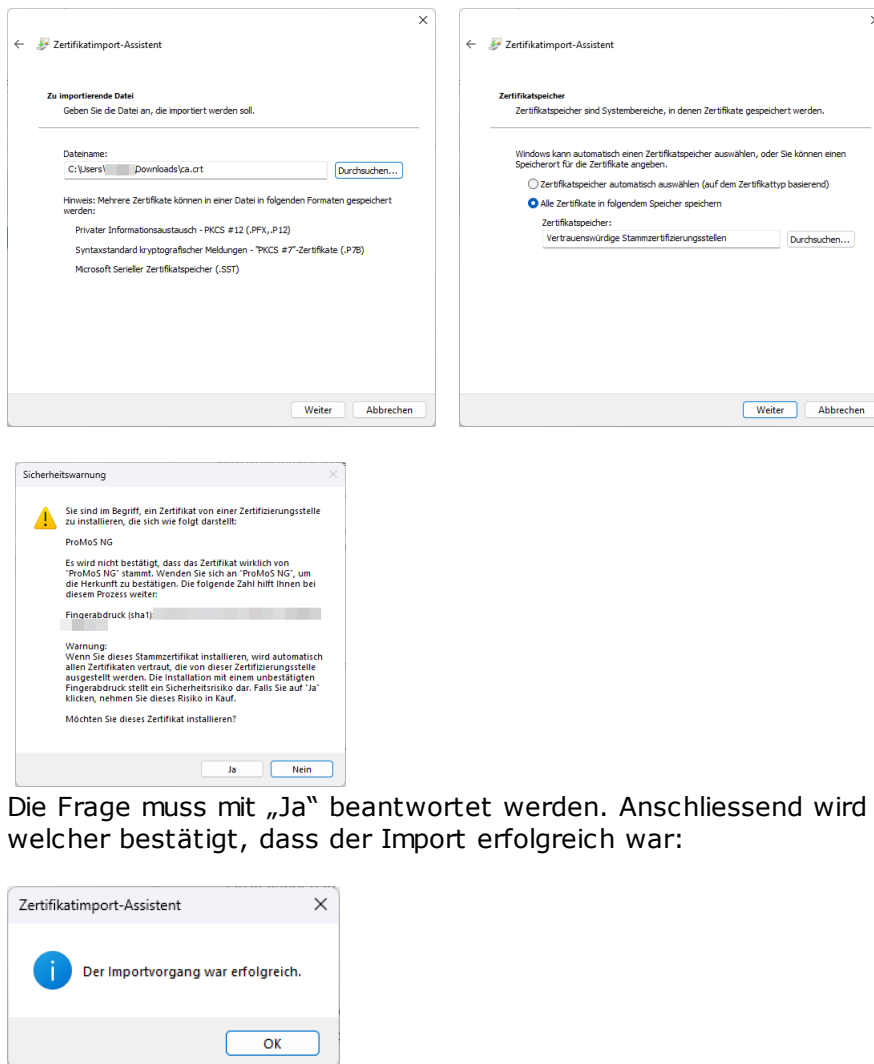 Zertifikatimport-Assistent
Zu importierende Datei
Geben Sie die Datei an, die importiert werden soll.
Dateiname:
C:\Users\ Downloads\ca.crt
Durchsuchen...
Hinweis: Mehrere Zertifikate können in einer Datei in folgenden Formaten gespeichert
werden:
Privater Informationsaustausch - PKCS #12 (.PFX,.P12)
Syntaxstandard kryptografischer Meldungen - "PKCS #7"-Zertifikate (.P7B)
Microsoft Serieller Zertifikatspeicher (.SST)
Weiter
Abbrechen
Zertifikatimport-Assistent
Zertifikatspeicher
Zertifikatspeicher sind Systembereiche, in denen Zertifikate gespeichert werden.
Windows kann automatisch einen Zertifikatspeicher auswählen, oder Sie können einen
Speicherort für die Zertifikate angeben.
Zertifikatspeicher automatisch auswählen (auf dem Zertifikattyp basierend)
Alle Zertifikate in folgendem Speicher speichern
Zertifikatspeicher:
Vertrauenswürdige Stammzertifizierungsstellen
Durchsuchen...
Weiter
Abbrechen
Sicherheitswarnung
Sie sind im Begriff, ein Zertifikat von einer Zertifizierungsstelle
zu installieren, die sich wie folgt darstellt:
ProMoS NG
Es wird nicht bestätigt, dass das Zertifikat wirklich von
"ProMoS NG" stammt. Wenden Sie sich an "ProMoS NG", um
die Herkunft zu bestätigen. Die folgende Zahl hilft Ihnen bei
diesem Prozess weiter:
Fingerabdruck (sha1):
Warnung:
Wenn Sie dieses Stammzertifikat installieren, wird automatisch
allen Zertifikaten vertraut, die von dieser Zertifizierungsstelle
ausgestellt werden. Die Installation mit einem unbestätigten
Fingerabdruck stellt ein Sicherheitsrisiko dar. Falls Sie auf "Ja"
klicken, nehmen Sie dieses Risiko in Kauf.
Möchten Sie dieses Zertifikat installieren?
Ja
Nein
Die Frage muss mit „Ja“ beantwortet werden. Anschliessend wird
welcher bestätigt, dass der Import erfolgreich war:
Zertifikatimport-Assistent
Der Importvorgang war erfolgreich.
OK